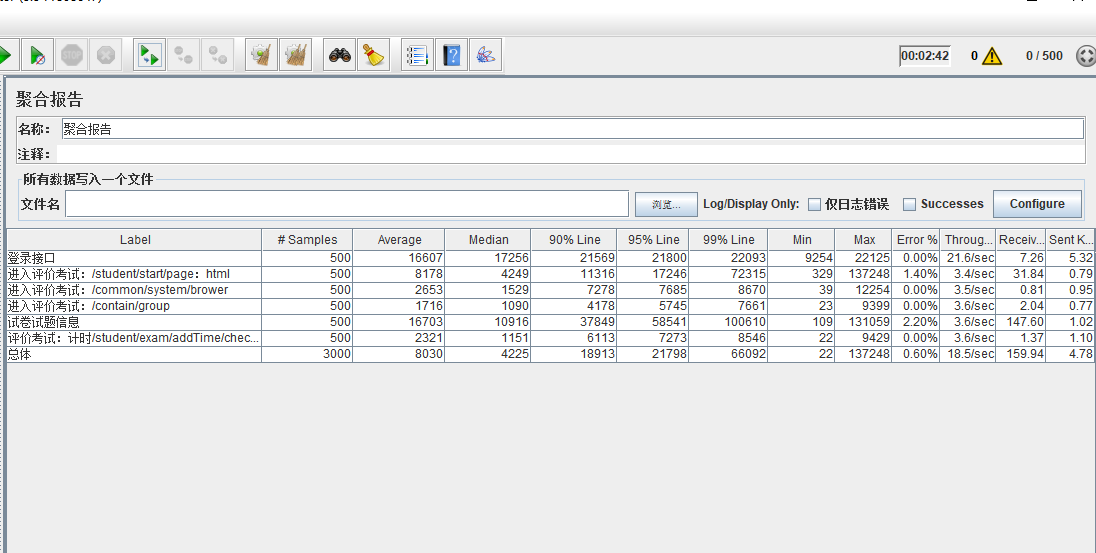 STOP
00:02:42 0 0 / 500
聚合报告
名称： 聚合报告
注释：
所有数据写入一个文件
文件名 浏览... Log/Display Only: 仅日志错误 Successes Configure
Label # Samples Average Median 90% Line 95% Line 99% Line Min Max Error % Throug... Receiv... Sent K...
登录接口 500 16607 17256 21569 21800 22093 9254 22125 0.00% 21.6/sec 7.26 5.32
进入评价考试：/student/start/page：html 500 8178 4249 11316 17246 72315 329 137248 1.40% 3.4/sec 31.84 0.79
进入评价考试：/common/system/brower 500 2653 1529 7278 7685 8670 39 12254 0.00% 3.5/sec 0.81 0.95
进入评价考试：/contain/group 500 1716 1090 4178 5745 7661 23 9399 0.00% 3.6/sec 2.04 0.77
试卷试题信息 500 16703 10916 37849 58541 100610 109 131059 2.20% 3.6/sec 147.60 1.02
评价考试：计时/student/exam/addTime/chec... 500 2321 1151 6113 7273 8546 22 9429 0.00% 3.6/sec 1.37 1.10
总体 3000 8030 4225 18913 21798 66092 22 137248 0.60% 18.5/sec 159.94 4.78